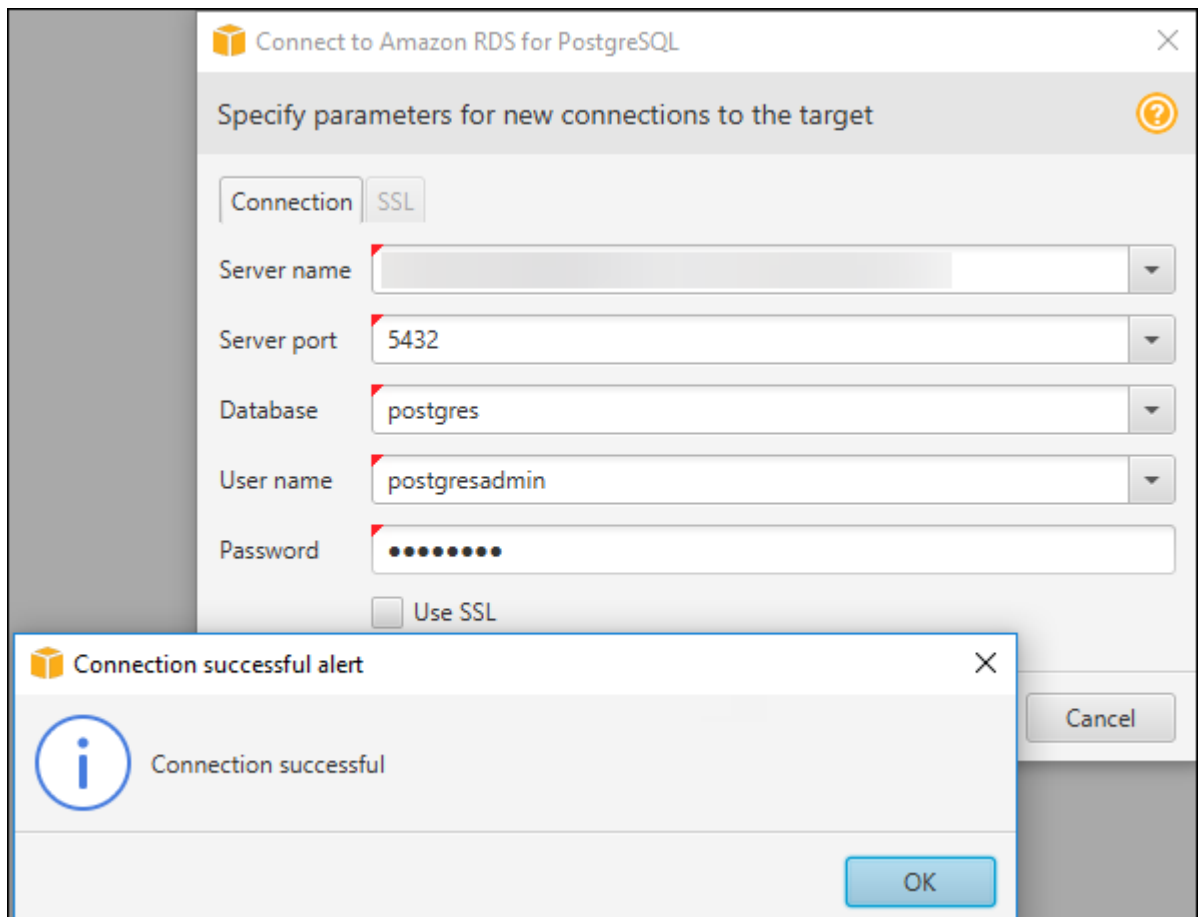 Connect to Amazon RDS for PostgreSQL
Specify parameters for new connections to the target
Connection SSL
Server name
Server port 5432
Database postgres
User name postgresadmin
Password ••••••••
Use SSL
Cancel
Connection successful alert
Connection successful
OK